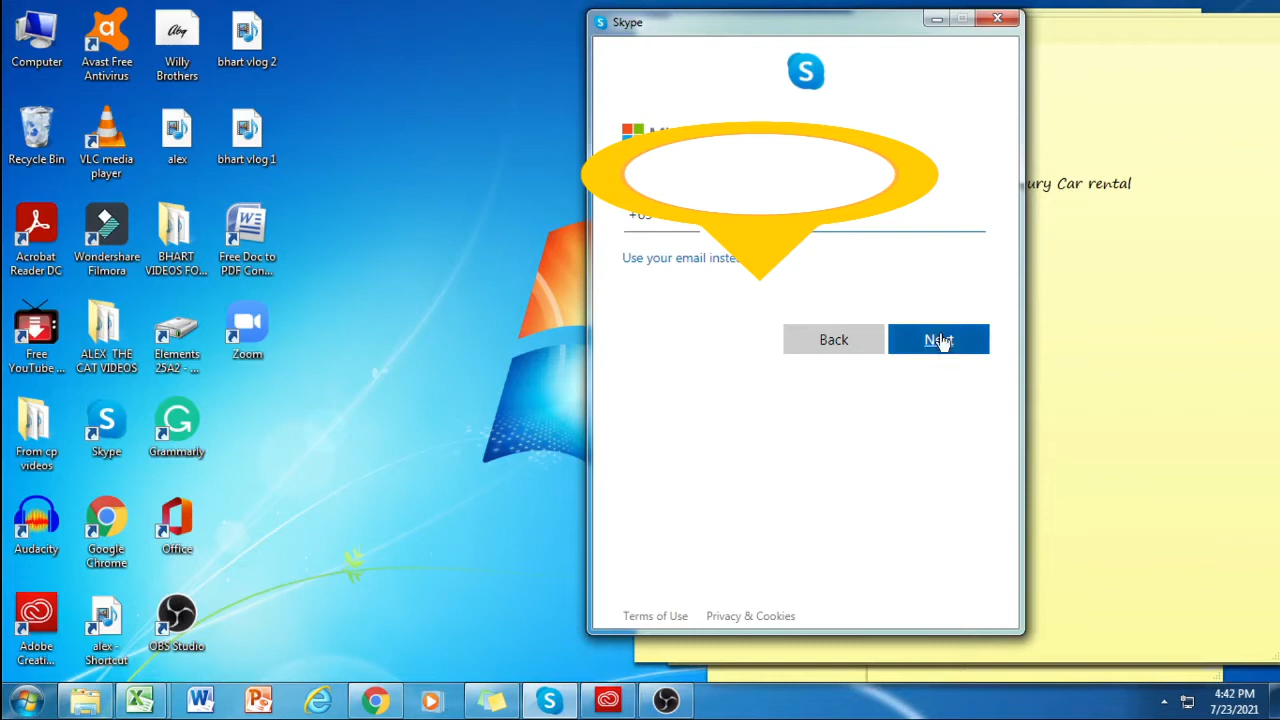 Skype
Computer
Avast Free
Antivirus
Willy
Brothers
bhart vlog 2
Recycle Bin
VLC media
player
alex
bhart vlog 1
ury Car rental
Acrobat
Reader DC
Wondershare
Filmora
BHART
VIDEOS FO...
Free Doc to
PDF Con...
Use your email inste
Free
YouTube ...
ALEX THE
CAT VIDEOS
Elements
25A2 - ...
Zoom
Back
Next
From cp
videos
Skype
Grammarly
Audacity
Google
Chrome
Office
Adobe
Creati...
alex -
Shortcut
OBS Studio
Terms of Use
Privacy & Cookies
4:42 PM
7/23/2021